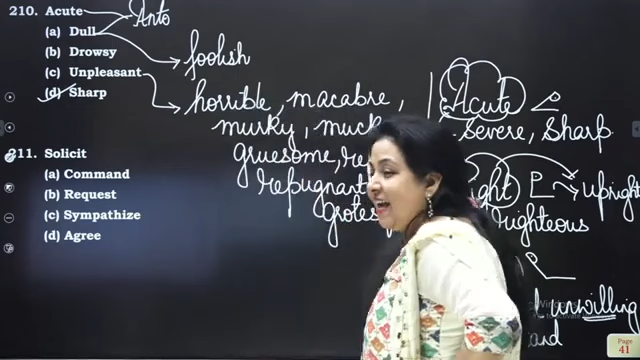 210. Acute
Anto
(a) Dull
(b) Drowsy
foolish
(c) Unpleasant
(d) Sharp
horrible, macabre,
murky,
gruesome,
repugnant
Acute
severe, sharp.
upright
righteous
unwilling
and
211. Solicit
(a) Command
(b) Request
(c) Sympathize
(d) Agree
Page
41